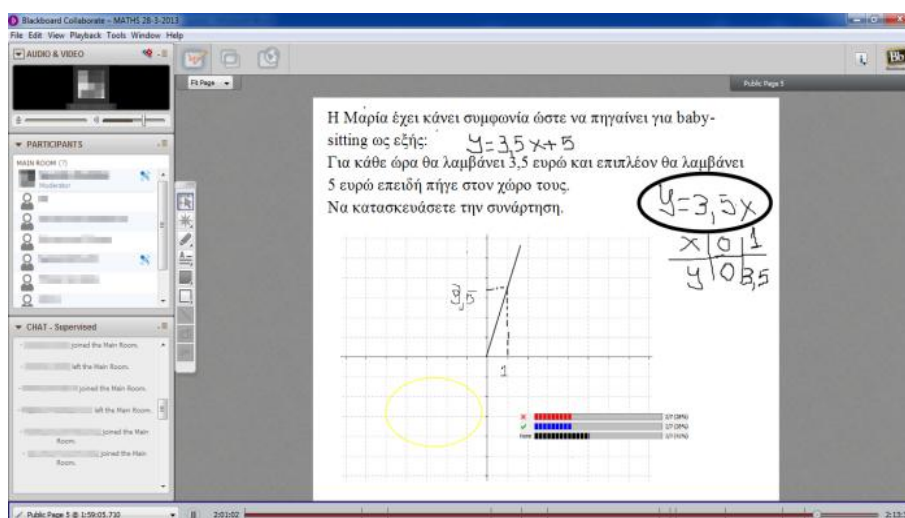 Blackboard Collaborate – MATHS 28-3-2013
File Edit View Playback Tools Window Help
AUDIO & VIDEO
Fit Page
Public Page 5
PARTICIPANTS
MAIN ROOM (7)
Moderator
CHAT - Supervised
joined the Main Room.
left the Main Room.
joined the Main Room.
left the Main Room.
joined the Main Room.
joined the Main Room.
Η Μαρία έχει κάνει συμφωνία ώστε να πηγαίνει για baby-
sitting ως εξής: y=3,5x+5
Για κάθε ώρα θα λαμβάνει 3,5 ευρώ και επιπλέον θα λαμβάνει
5 ευρώ επειδή πήγε στον χώρο τους.
Να κατασκευάσετε την συνάρτηση.
y=3,5x
x 0 1
y 0 3,5
3,5
1
None
Public Page 5 @ 1:59:05.710
2:01:02